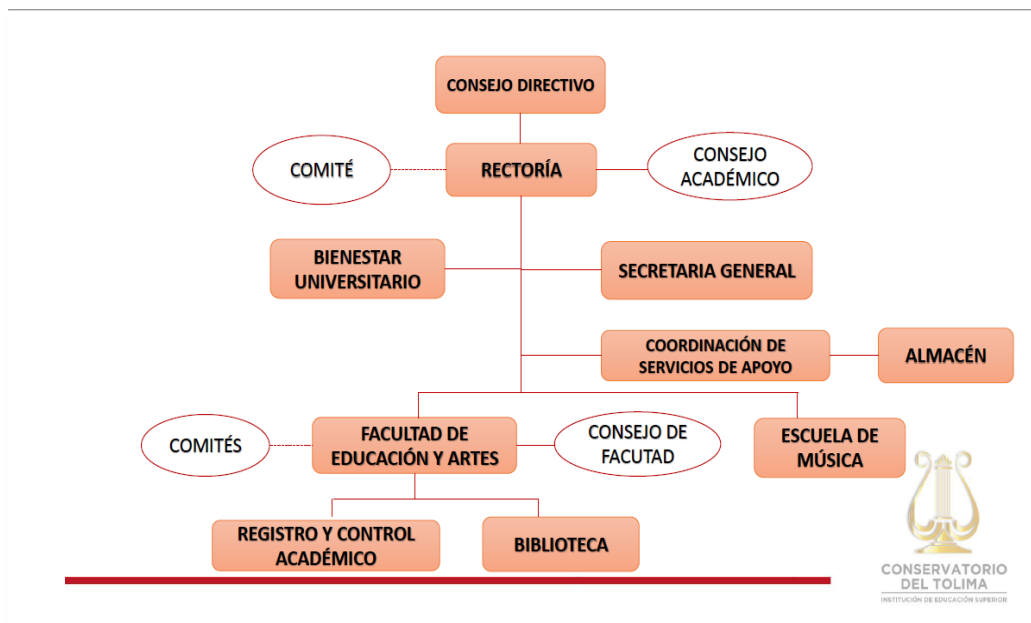 CONSEJO DIRECTIVO
COMITÉ
RECTORÍA
CONSEJO
ACADÉMICO
BIENESTAR
UNIVERSITARIO
SECRETARIA GENERAL
COORDINACIÓN DE
SERVICIOS DE APOYO
ALMACÉN
COMITÉS
FACULTAD DE
EDUCACIÓN Y ARTES
CONSEJO DE
FACUTAD
ESCUELA DE
MÚSICA
REGISTRO Y CONTROL
ACADÉMICO
BIBLIOTECA
CONSERVATORIO
DEL TOLIMA
INSTITUCIÓN DE EDUCACIÓN SUPERIOR